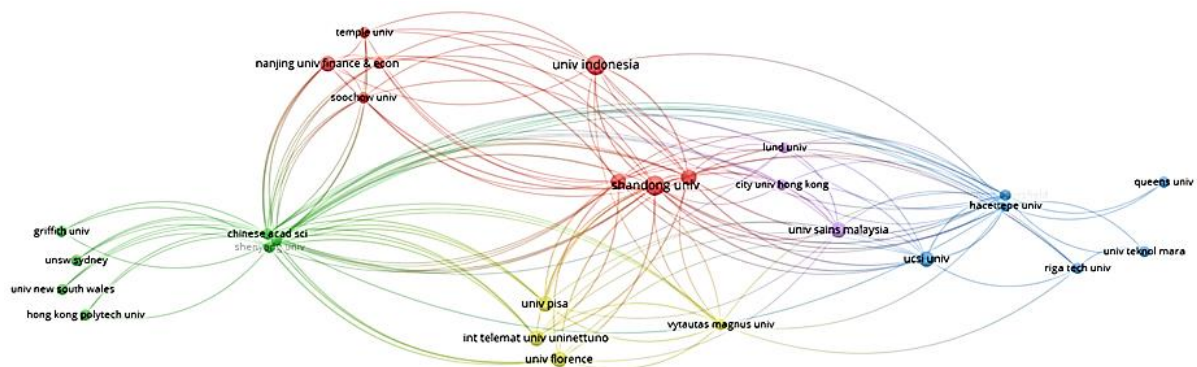 temple univ
nanjing univ finance & econ
univ indonesia
soochow univ
lund univ
shandong univ
city univ hong kong
queens univ
hacettepe univ
griffith univ
chinese acad sci
univ sains malaysia
unsw sydney
ucsi univ
univ teknol mara
riga tech univ
univ new south wales
univ pisa
hong kong polytech univ
vytautas magnus univ
int telemat univ uninettuno
univ florence